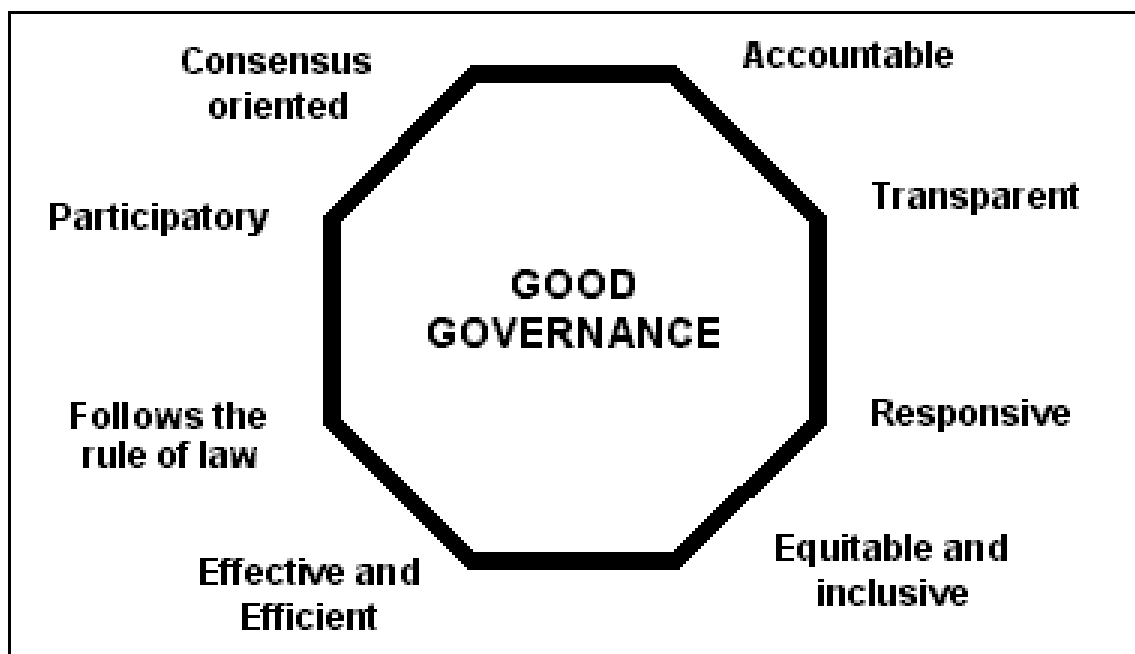 Consensus
oriented
Accountable
Participatory
Transparent
GOOD
GOVERNANCE
Follows the
rule of law
Responsive
Effective and
Efficient
Equitable and
inclusive